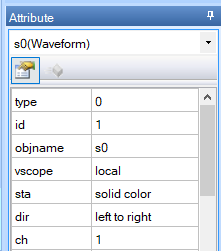 Attribute
s0(Waveform)
type 0
id 1
objname s0
vscope local
sta solid color
dir left to right
ch 1